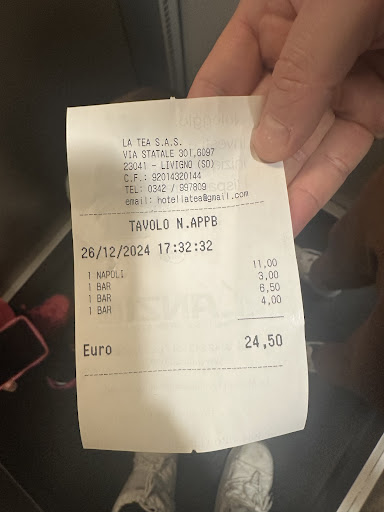 LA TEA S.A.S.
VIA STATALE 301,6097
23041 - LIVIGNO (SO)
C.F.: 92014320144
TEL: 0342 / 997809
email: hotellatea@gmail.com
TAVOLO N.APPB
26/12/2024 17:32:32
1 NAPOLI 11,00
1 BAR 3,00
1 BAR 6,50
1 BAR 4,00
Euro 24,50